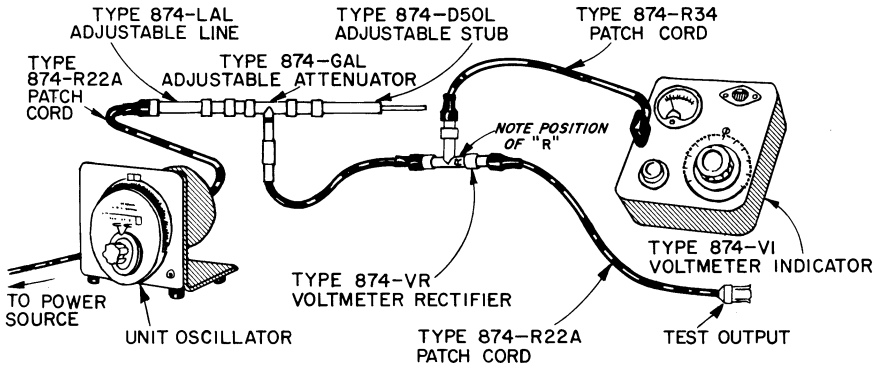 TYPE 874-LAL
ADJUSTABLE LINE
TYPE 874-D50L
ADJUSTABLE STUB
TYPE 874-R34
PATCH CORD
TYPE
874-R22A
PATCH
CORD
TYPE 874-GAL
ADJUSTABLE ATTENUATOR
NOTE POSITION
OF "R"
R
TO POWER
SOURCE
UNIT OSCILLATOR
TYPE 874-VR
VOLTMETER RECTIFIER
TYPE 874-R22A
PATCH CORD
TYPE 874-VI
VOLTMETER INDICATOR
TEST OUTPUT